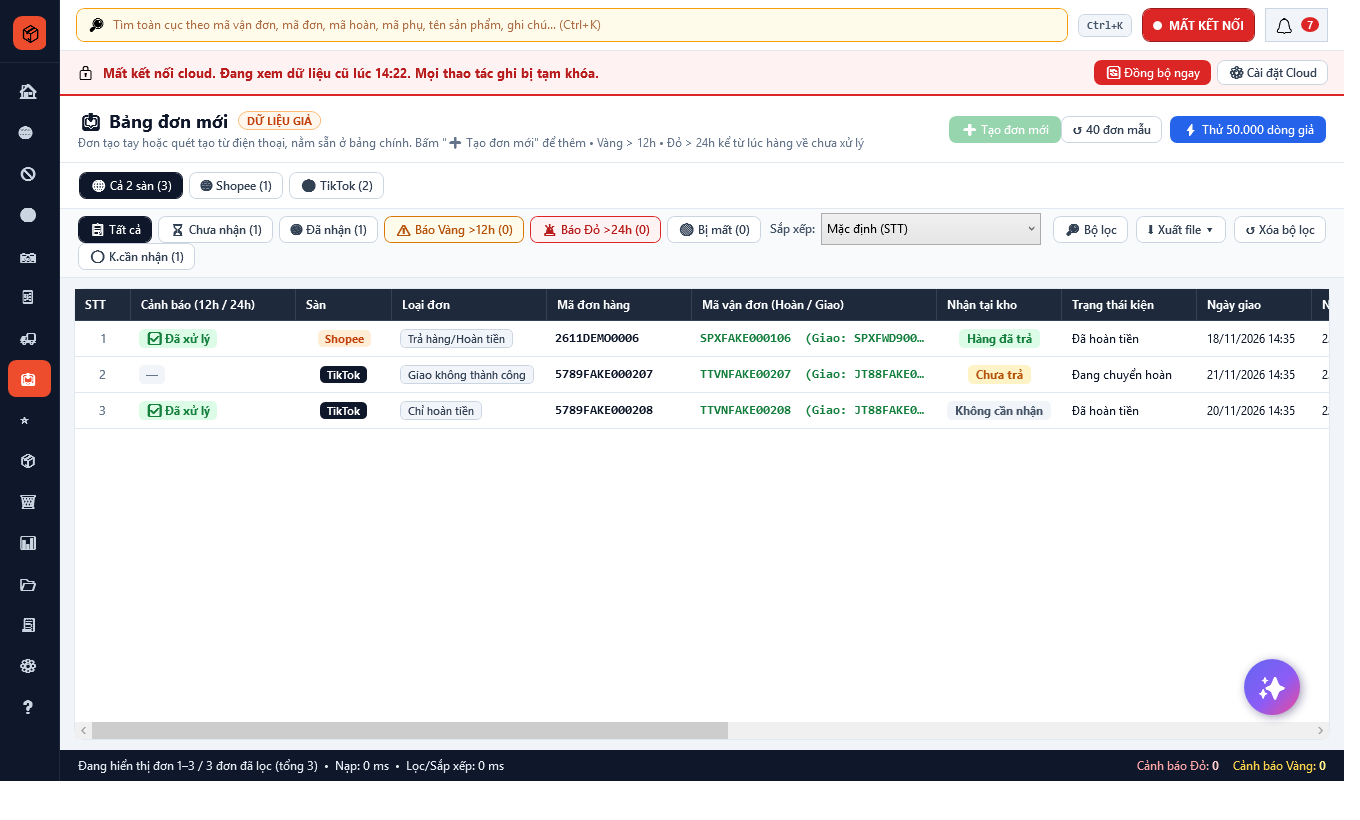 Tìm toàn cục theo mã vận đơn, mã đơn, mã hoàn, mã phụ, tên sản phẩm, ghi chú... (Ctrl+K)
Ctrl+K
MẤT KẾT NỐI
7
Mất kết nối cloud. Đang xem dữ liệu cũ lúc 14:22. Mọi thao tác ghi bị tạm khóa.
Đồng bộ ngay
Cài đặt Cloud
Bảng đơn mới
DỮ LIỆU GIẢ
Đơn tạo tay hoặc quét tạo từ điện thoại, nằm sẵn ở bảng chính. Bấm "➕ Tạo đơn mới" để thêm • Vàng > 12h • Đỏ > 24h kể từ lúc hàng về chưa xử lý
➕ Tạo đơn mới
↺ 40 đơn mẫu
Thử 50.000 dòng giả
Cả 2 sàn (3)
Shopee (1)
TikTok (2)
Tất cả
Chưa nhận (1)
Đã nhận (1)
Báo Vàng >12h (0)
Báo Đỏ >24h (0)
Bị mất (0)
Sắp xếp:
Mặc định (STT)
Bộ lọc
⬇ Xuất file ▾
↺ Xóa bộ lọc
K.cần nhận (1)
STT Cảnh báo (12h / 24h) Sàn Loại đơn Mã đơn hàng Mã vận đơn (Hoàn / Giao) Nhận tại kho Trạng thái kiện Ngày giao N
1 Đã xử lý Shopee Trả hàng/Hoàn tiền 2611DEMO0006 SPXFAKE000106 (Giao: SPXFWD900… Hàng đã trả Đã hoàn tiền 18/11/2026 14:35 2
2 — TikTok Giao không thành công 5789FAKE000207 TTVNFAKE00207 (Giao: JT88FAKE0… Chưa trả Đang chuyển hoàn 21/11/2026 14:35 2
3 Đã xử lý TikTok Chỉ hoàn tiền 5789FAKE000208 TTVNFAKE00208 (Giao: JT88FAKE0… Không cần nhận Đã hoàn tiền 20/11/2026 14:35 2
Đang hiển thị đơn 1–3 / 3 đơn đã lọc (tổng 3) • Nạp: 0 ms • Lọc/Sắp xếp: 0 ms
Cảnh báo Đỏ: 0
Cảnh báo Vàng: 0